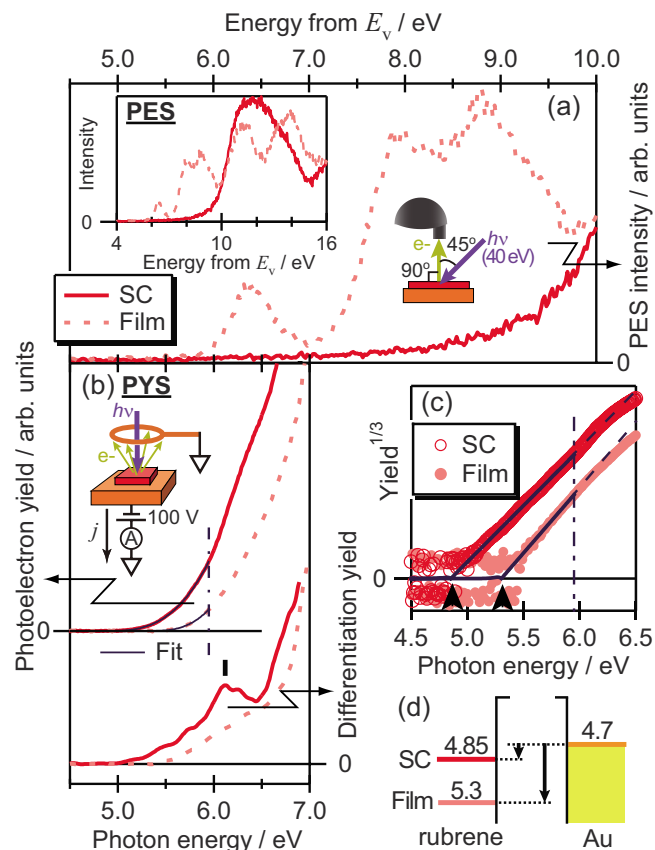 Energy from Ev / eV
5.0 6.0 7.0 8.0 9.0 10.0
(a)
PES
Intensity
0
4 10 16
Energy from Ev / eV
SC
Film
e-
45º
90º
hν
(40 eV)
PES intensity / arb. units
0
(b) PYS
hν
e-
j
100 V
A
Photoelectron yield / arb. units
0
Fit
Differentiation yield
0
5.0 6.0 7.0
Photon energy / eV
(c)
SC
Film
Yield1/3
0
4.5 5.0 5.5 6.0 6.5
Photon energy / eV
(d)
4.85 4.7
SC
Film 5.3
rubrene Au